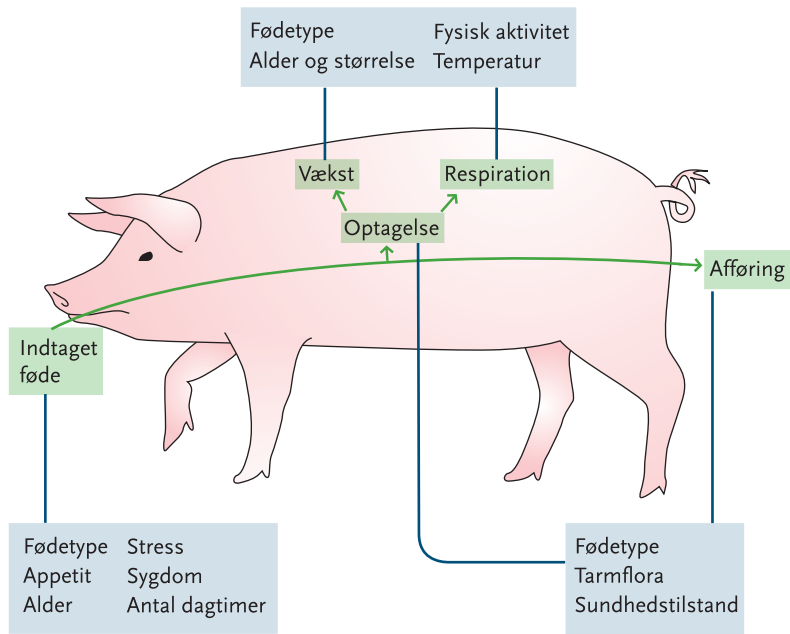 Fødetype
Alder og størrelse
Fysisk aktivitet
Temperatur
Vækst
Respiration
Optagelse
Afføring
Indtaget
føde
Fødetype
Appetit
Alder
Stress
Sygdom
Antal dagtimer
Fødetype
Tarmflora
Sundhedstilstand